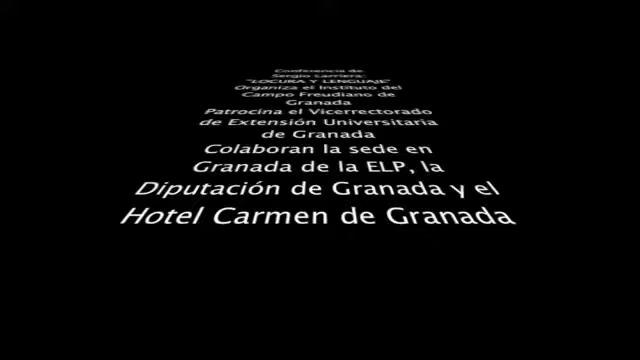 Conferencia de
Sergio Larriera:
"LOCURA Y LENGUAJE"
Organiza el Instituto del
Campo Freudiano de
Granada
Patrocina el Vicerrectorado
de Extensión Universitaria
de Granada
Colaboran la sede en
Granada de la ELP, la
Diputación de Granada y el
Hotel Carmen de Granada